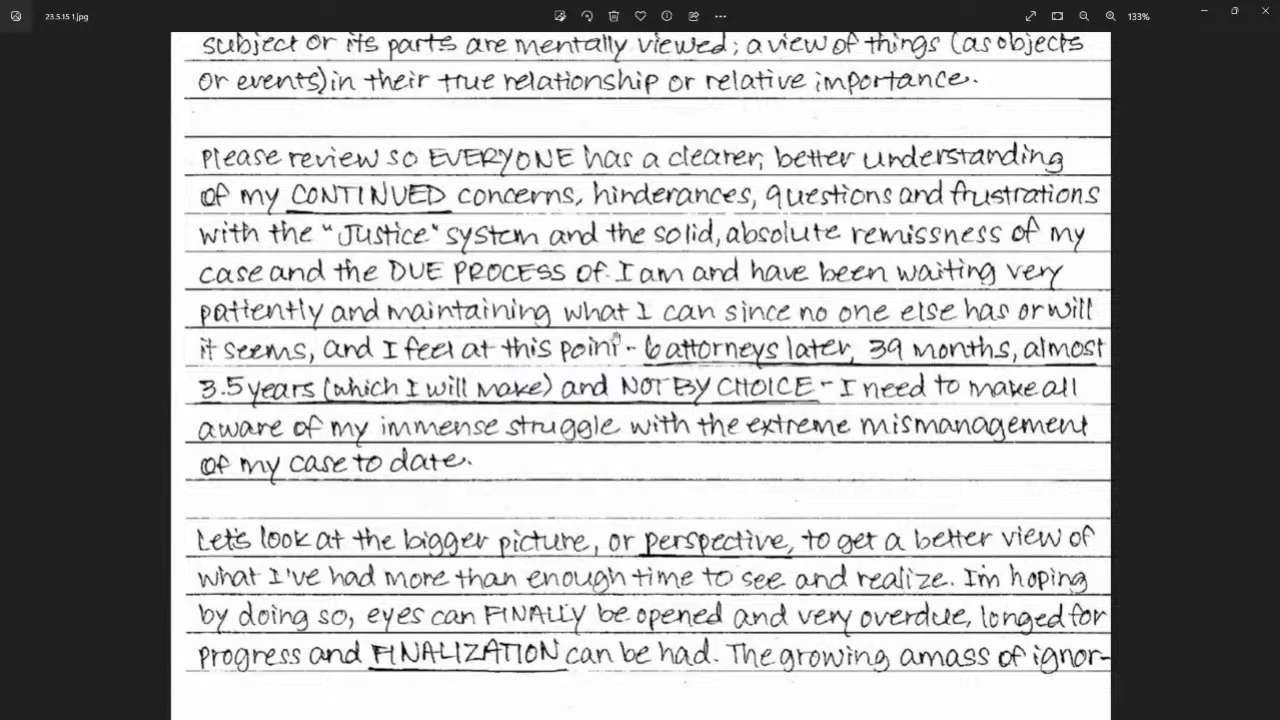 23.5.15 1.jpg
133%
subject or its parts are mentally viewed; a view of things (as objects
or events) in their true relationship or relative importance.
Please review so EVERYONE has a clearer, better understanding
of my CONTINUED concerns, hinderances, questions and frustrations
with the "Justice" system and the solid, absolute remissness of my
case and the DUE PROCESS of. I am and have been waiting very
patiently and maintaining what I can since no one else has or will
it seems, and I feel at this point - 6 attorneys later, 39 months, almost
3.5 years (which I will make) and NOT BY CHOICE - I need to make all
aware of my immense struggle with the extreme mismanagement
of my case to date.
Let's look at the bigger picture, or perspective, to get a better view of
what I've had more than enough time to see and realize. I'm hoping
by doing so, eyes can FINALLY be opened and very overdue, longed for
progress and FINALIZATION can be had. The growing amass of ignor-